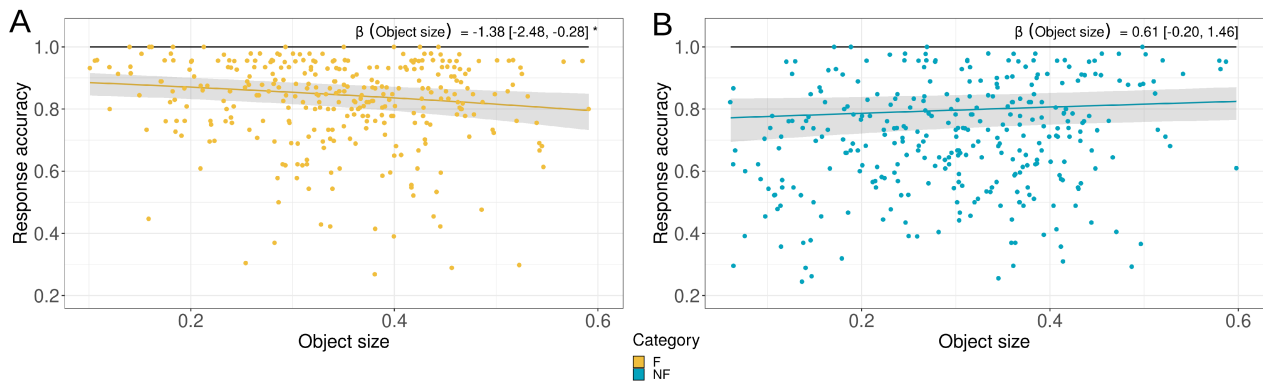 A
β (Object size) = -1.38 [-2.48, -0.28] *
1.0
0.8
0.6
0.4
0.2
Response accuracy
0.2 0.4 0.6
Object size
B
β (Object size) = 0.61 [-0.20, 1.46]
1.0
0.8
0.6
0.4
0.2
Response accuracy
0.2 0.4 0.6
Object size
Category
F
NF